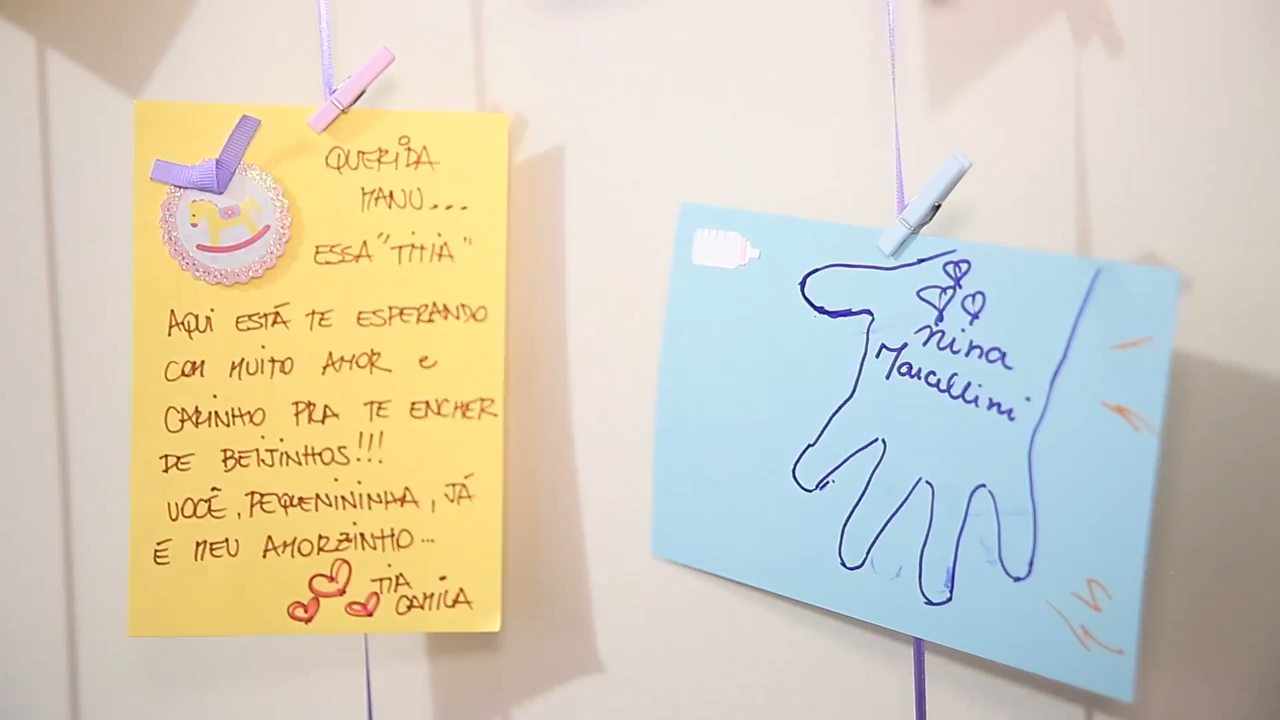 QUERIDA
MANU...
ESSA "TITIA"
AQUI ESTÁ TE ESPERANDO
COM MUITO AMOR e
CARINHO PRA TE ENCHER
DE BEIJINHOS!!!
VOCÊ, PEQUENININHA, JÁ
É MEU AMORZINHO...
TIA
CAMILA
Nina
Marcellini